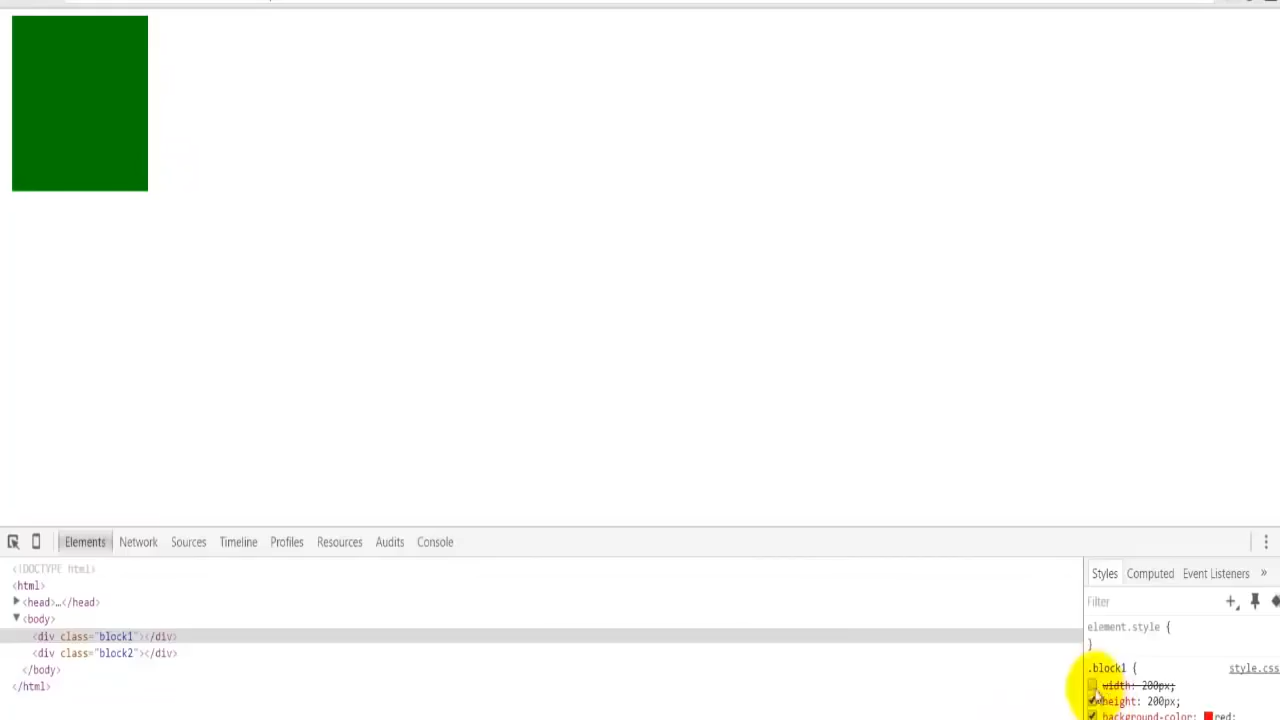 Elements Network Sources Timeline Profiles Resources Audits Console
<!DOCTYPE html>
<html>
<head>…</head>
<body>
<div class="block1"></div>
<div class="block2"></div>
</body>
</html>
Styles Computed Event Listeners »
Filter
element.style {
}
.block1 { style.css
width: 200px;
height: 200px;
background-color: red;